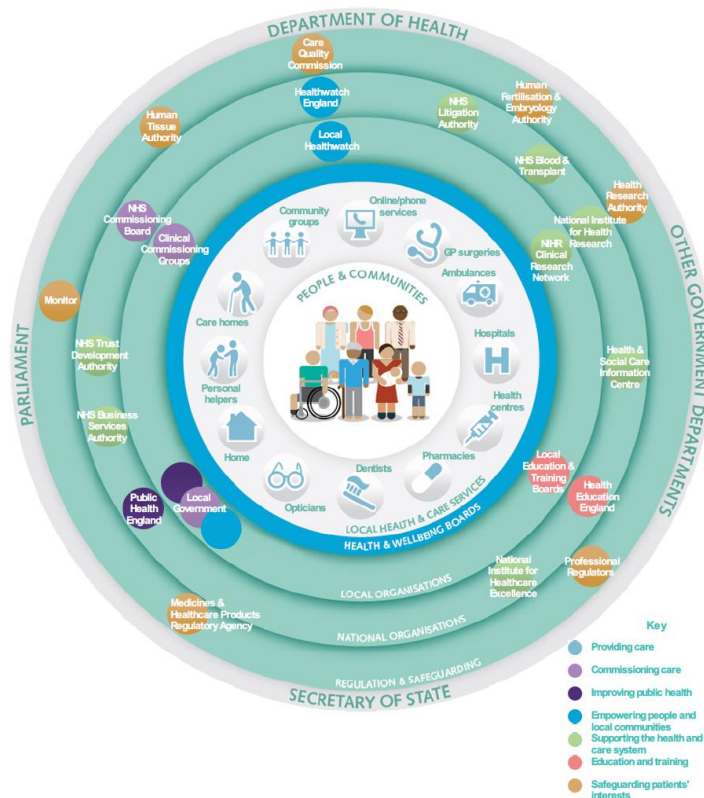 DEPARTMENT OF HEALTH
Care
Quality
Commission
Healthwatch
England
Local
Healthwatch
Human
Tissue
Authority
NHS
Litigation
Authority
Human
Fertilisation &
Embryology
Authority
NHS Blood &
Transplant
Health
Research
Authority
National Institute
for Health
Research
NIHR
Clinical
Research
Network
NHS
Commissioning
Board
Clinical
Commissioning
Groups
Community
groups
Online/phone
services
GP surgeries
Ambulances
PEOPLE & COMMUNITIES
Care homes
Hospitals
Personal
helpers
Health
centres
Home
Pharmacies
Opticians
Dentists
LOCAL HEALTH & CARE SERVICES
HEALTH & WELLBEING BOARDS
Monitor
PARLIAMENT
OTHER GOVERNMENT DEPARTMENTS
NHS Trust
Development
Authority
Health &
Social Care
Information
Centre
NHS Business
Services
Authority
Local
Education &
Training
Boards
Health
Education
England
Public
Health
England
Local
Government
National
Institute for
Healthcare
Excellence
Professional
Regulators
Medicines &
Healthcare Products
Regulatory Agency
LOCAL ORGANISATIONS
NATIONAL ORGANISATIONS
REGULATION & SAFEGUARDING
SECRETARY OF STATE
Key
Providing care
Commissioning care
Improving public health
Empowering people and
local communities
Supporting the health and
care system
Education and training
Safeguarding patients'
interests